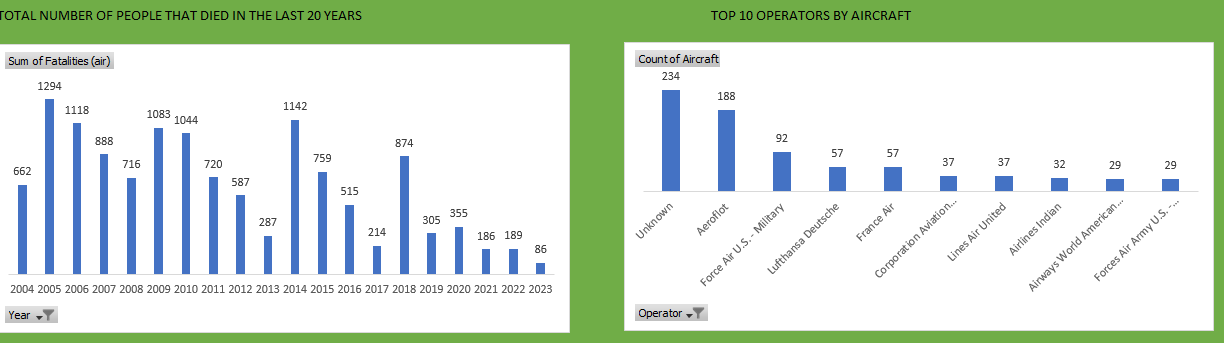 TOTAL NUMBER OF PEOPLE THAT DIED IN THE LAST 20 YEARS
Sum of Fatalities (air)
662
1294
1118
888
716
1083
1044
720
587
287
1142
759
515
214
874
305
355
186
189
86
2004 2005 2006 2007 2008 2009 2010 2011 2012 2013 2014 2015 2016 2017 2018 2019 2020 2021 2022 2023
Year
TOP 10 OPERATORS BY AIRCRAFT
Count of Aircraft
234
188
92
57
57
37
37
32
29
29
Unknown
Aeroflot
Force Air U.S. - Military
Lufthansa Deutsche
France Air
Corporation Aviation...
Lines Air United
Airlines Indian
Airways World American...
Forces Air Army U.S. -...
Operator